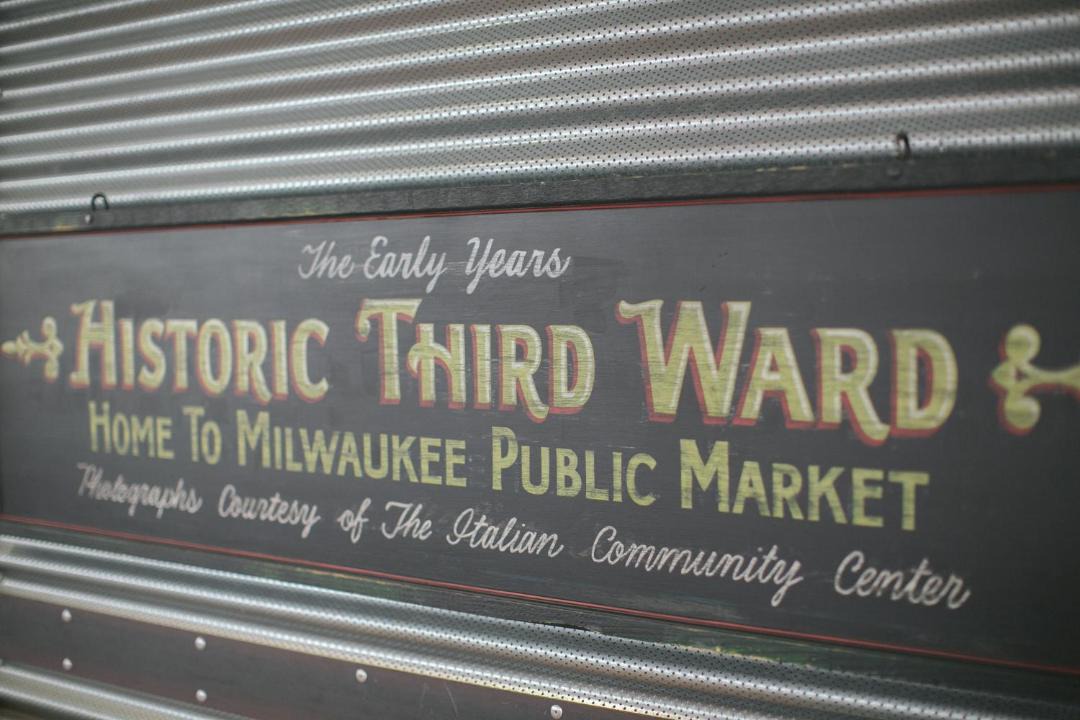 The Early Years
Historic Third Ward
Home To Milwaukee Public Market
Photographs Courtesy of The Italian Community Center